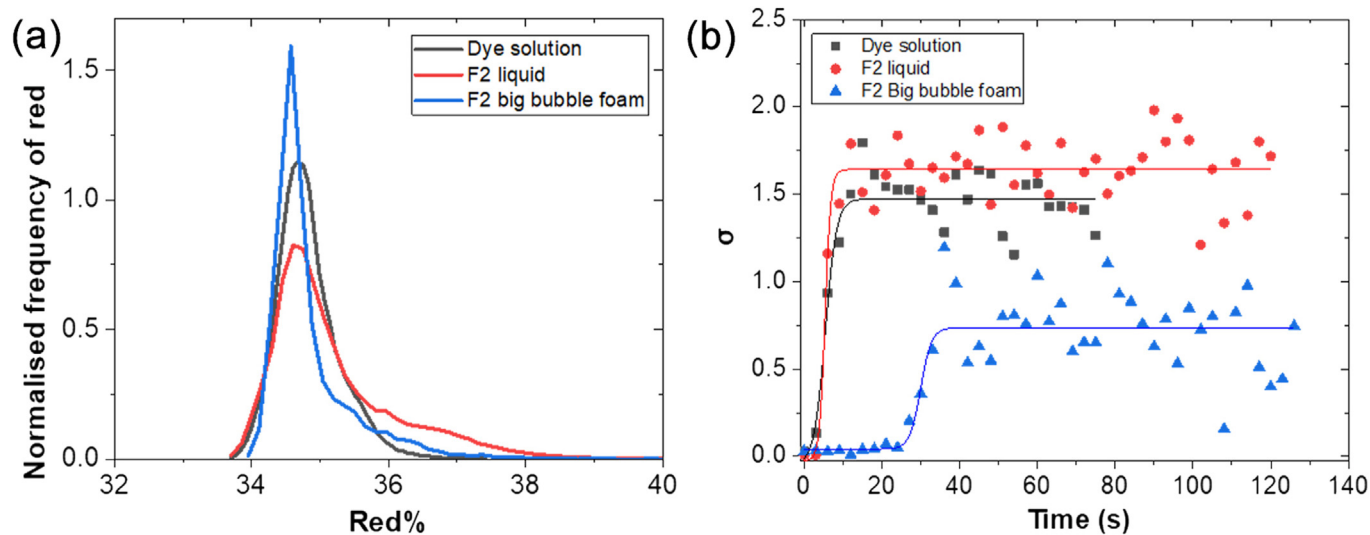 (a)
Normalised frequency of red
1.5
1.0
0.5
0.0
Dye solution
F2 liquid
F2 big bubble foam
32
34
36
38
40
Red%
(b)
σ
2.5
2.0
1.5
1.0
0.5
0.0
Dye solution
F2 liquid
F2 Big bubble foam
0
20
40
60
80
100
120
140
Time (s)